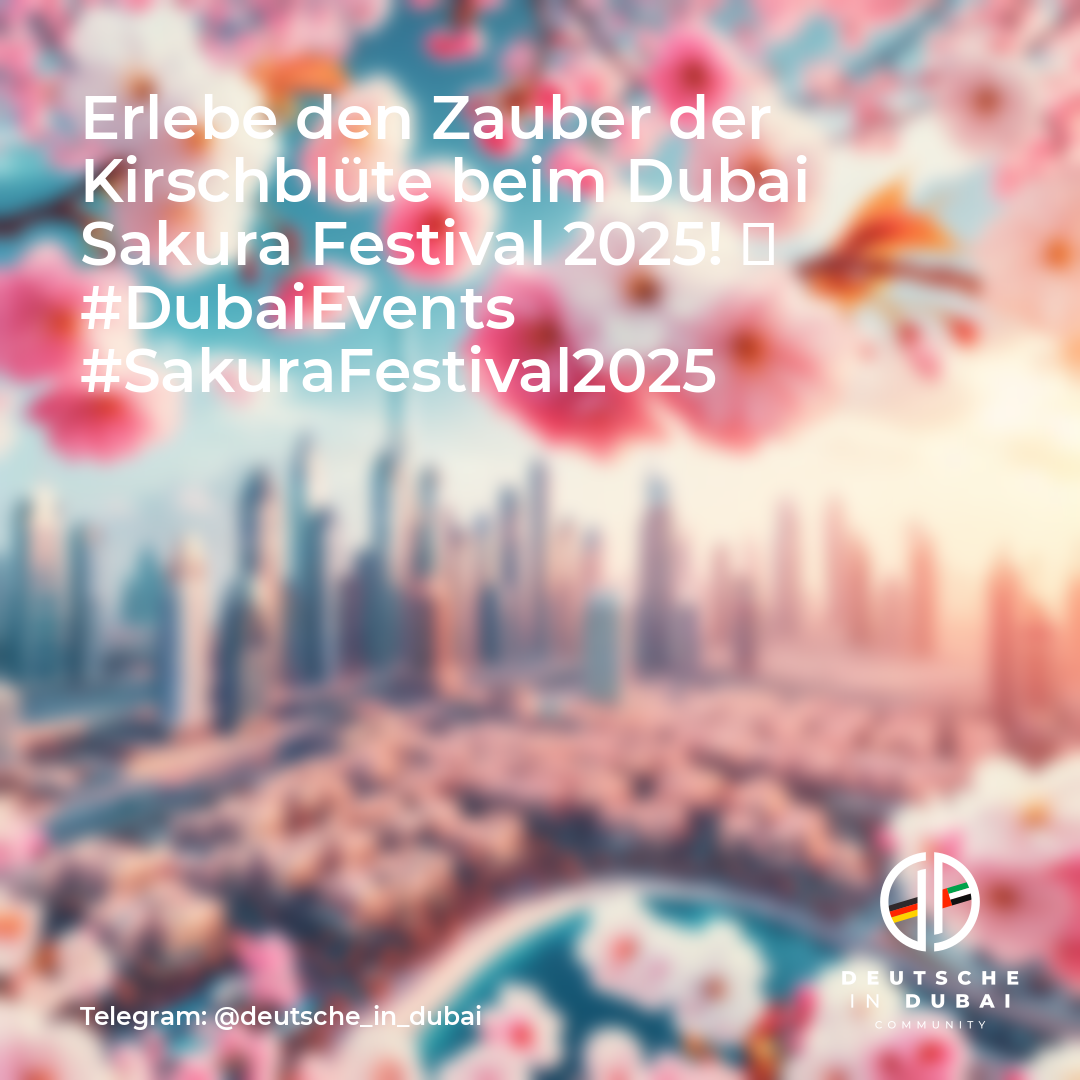 Erlebe den Zauber der
Kirschblüte beim Dubai
Sakura Festival 2025! 
#DubaiEvents
#SakuraFestival2025
DEUTSCHE
IN DUBAI
COMMUNITY
Telegram: @deutsche_in_dubai